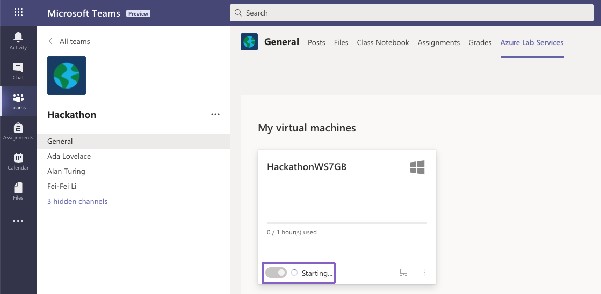 Microsoft Teams Preview
Search
Activity
Chat
Teams
Assignments
Calendar
Files
All teams
Hackathon
General
Ada Lovelace
Alan Turing
Fei-Fei Li
3 hidden channels
General Posts Files Class Notebook Assignments Grades Azure Lab Services
My virtual machines
HackathonWS7GB
0 / 1 hour(s) used
Starting...